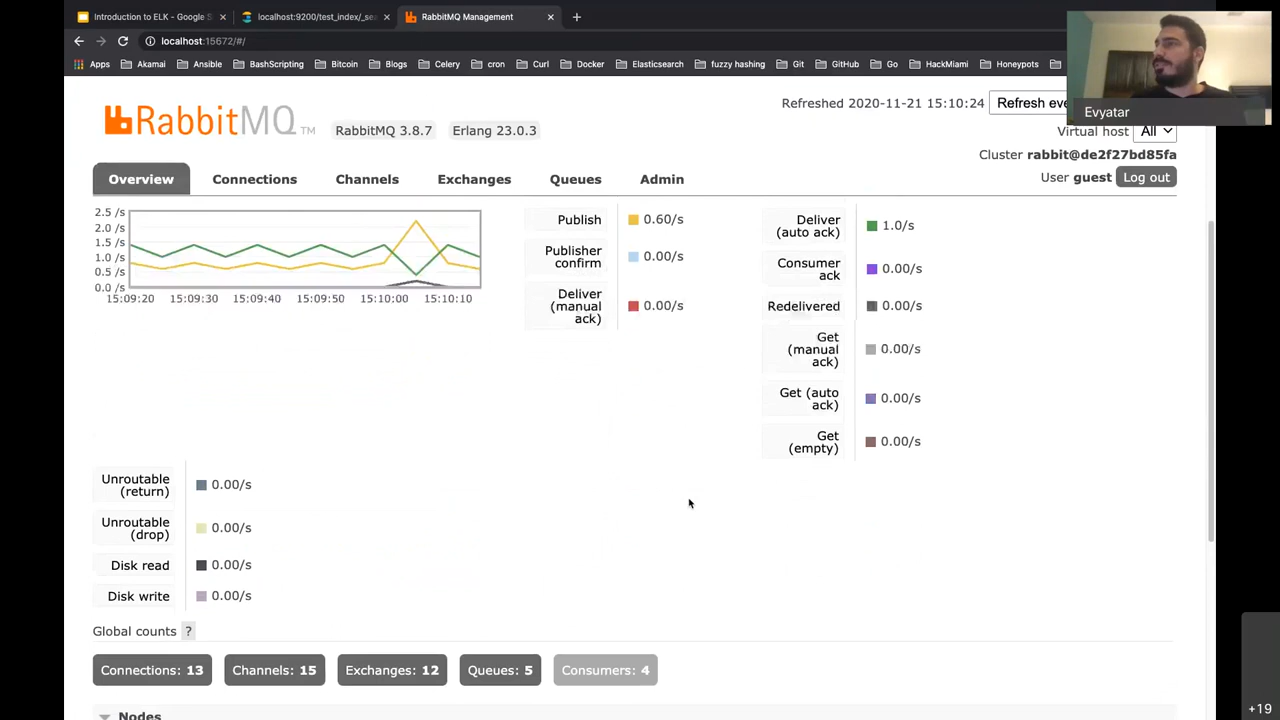 Introduction to ELK - Google S
localhost:9200/test_index/_sea
RabbitMQ Management
localhost:15672/#/
Apps
Akamai
Ansible
BashScripting
Bitcoin
Blogs
Celery
cron
Curl
Docker
Elasticsearch
fuzzy hashing
Git
GitHub
Go
HackMiami
Honeypots
Evyatar
RabbitMQ TM
RabbitMQ 3.8.7
Erlang 23.0.3
Refreshed 2020-11-21 15:10:24
Refresh eve
Virtual host
All
Cluster rabbit@de2f27bd85fa
User guest
Log out
Overview
Connections
Channels
Exchanges
Queues
Admin
2.5 /s
2.0 /s
1.5 /s
1.0 /s
0.5 /s
0.0 /s
15:09:20 15:09:30 15:09:40 15:09:50 15:10:00 15:10:10
Publish
0.60/s
Publisher
confirm
0.00/s
Deliver
(manual
ack)
0.00/s
Deliver
(auto ack)
1.0/s
Consumer
ack
0.00/s
Redelivered
0.00/s
Get
(manual
ack)
0.00/s
Get (auto
ack)
0.00/s
Get
(empty)
0.00/s
Unroutable
(return)
0.00/s
Unroutable
(drop)
0.00/s
Disk read
0.00/s
Disk write
0.00/s
Global counts ?
Connections: 13
Channels: 15
Exchanges: 12
Queues: 5
Consumers: 4
Nodes
+19